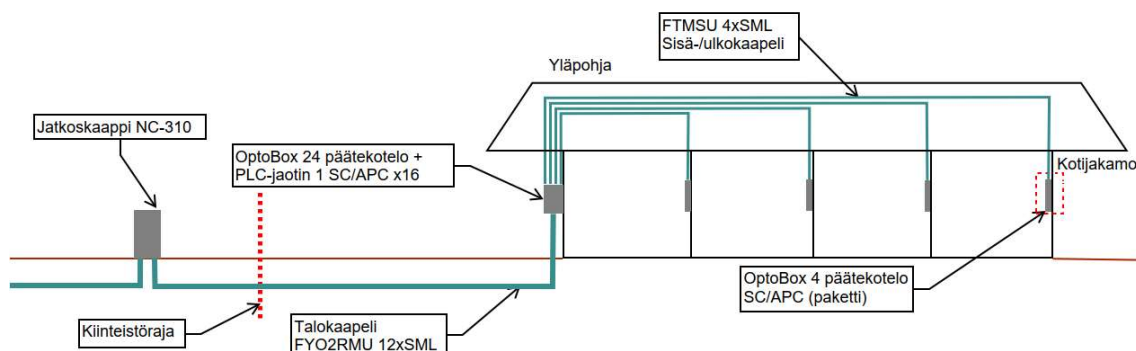 FTMSU 4xSML
Sisä-/ulkokaapeli
Yläpohja
Jatkoskaappi NC-310
OptoBox 24 päätekotelo +
PLC-jaotin 1 SC/APC x16
Kotijakamo
OptoBox 4 päätekotelo
SC/APC (paketti)
Kiinteistöraja
Talokaapeli
FYO2RMU 12xSML